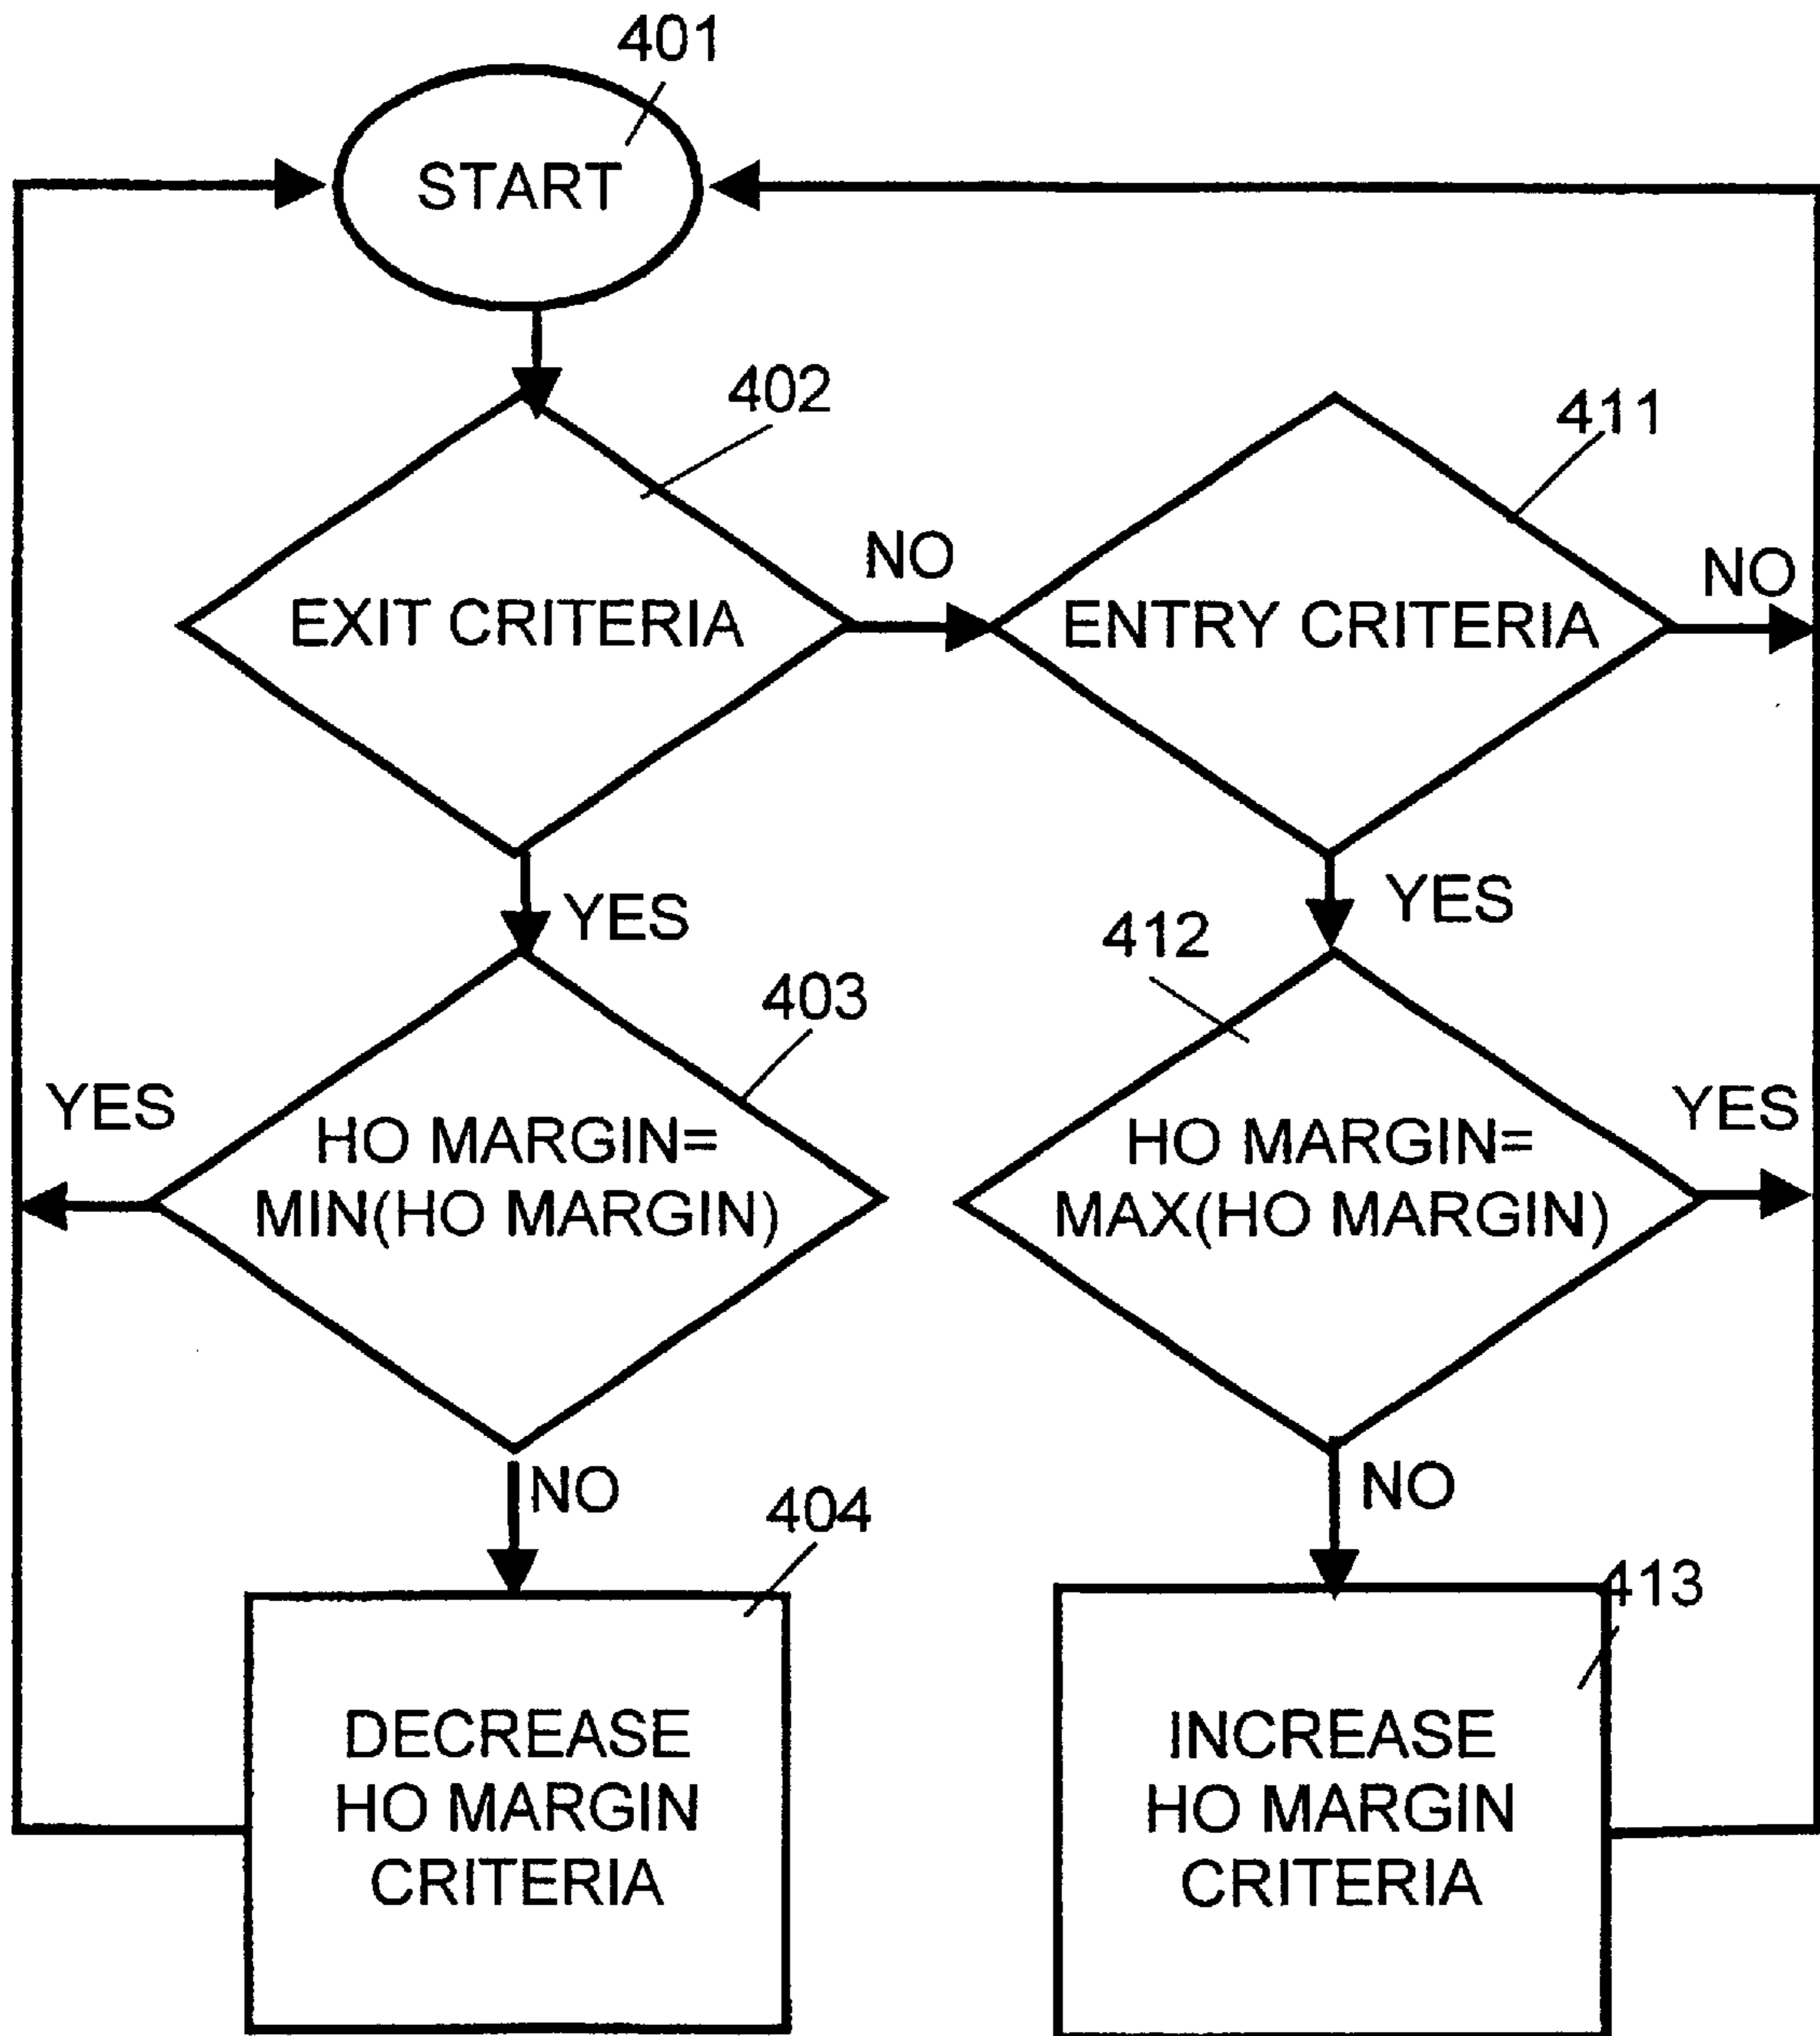 401
START
402
411
NO
NO
EXIT CRITERIA
ENTRY CRITERIA
YES
YES
412
403
YES
YES
HO MARGIN=
MIN(HO MARGIN)
HO MARGIN=
MAX(HO MARGIN)
NO
NO
404
413
DECREASE
HO MARGIN
CRITERIA
INCREASE
HO MARGIN
CRITERIA